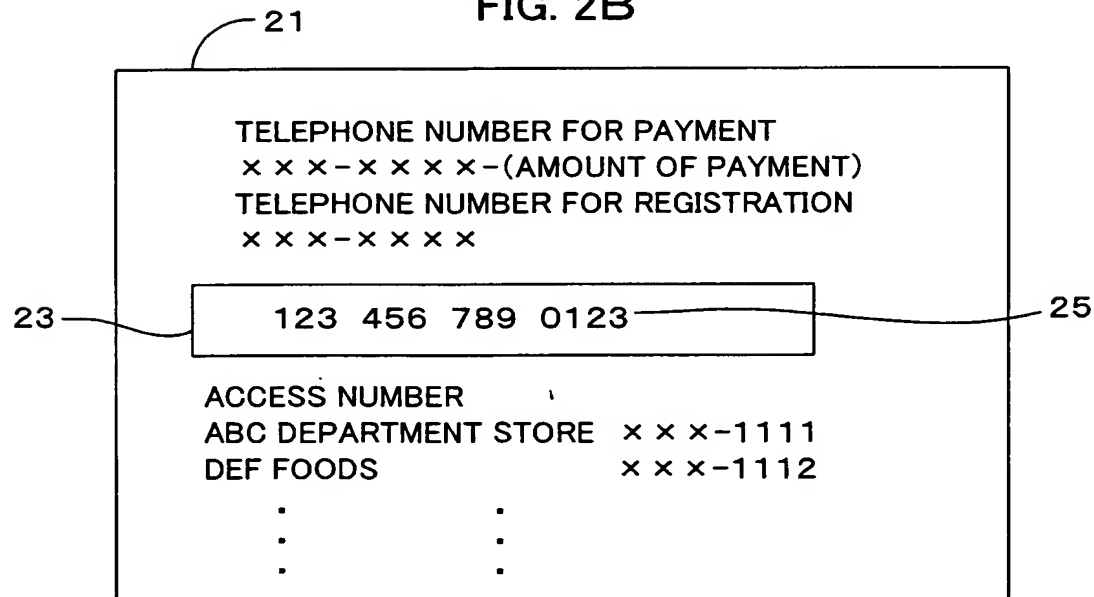 FIG. 2B
21
TELEPHONE NUMBER FOR PAYMENT
×××-××××-(AMOUNT OF PAYMENT)
TELEPHONE NUMBER FOR REGISTRATION
×××-××××
23 123 456 789 0123 25
ACCESS NUMBER
ABC DEPARTMENT STORE ×××-1111
DEF FOODS ×××-1112